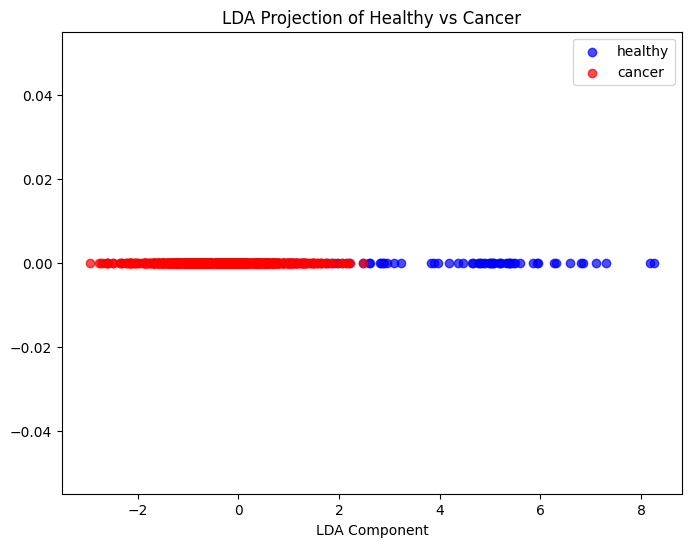 LDA Projection of Healthy vs Cancer
healthy
cancer
0.04
0.02
0.00
−0.02
−0.04
−2
0
2
4
6
8
LDA Component